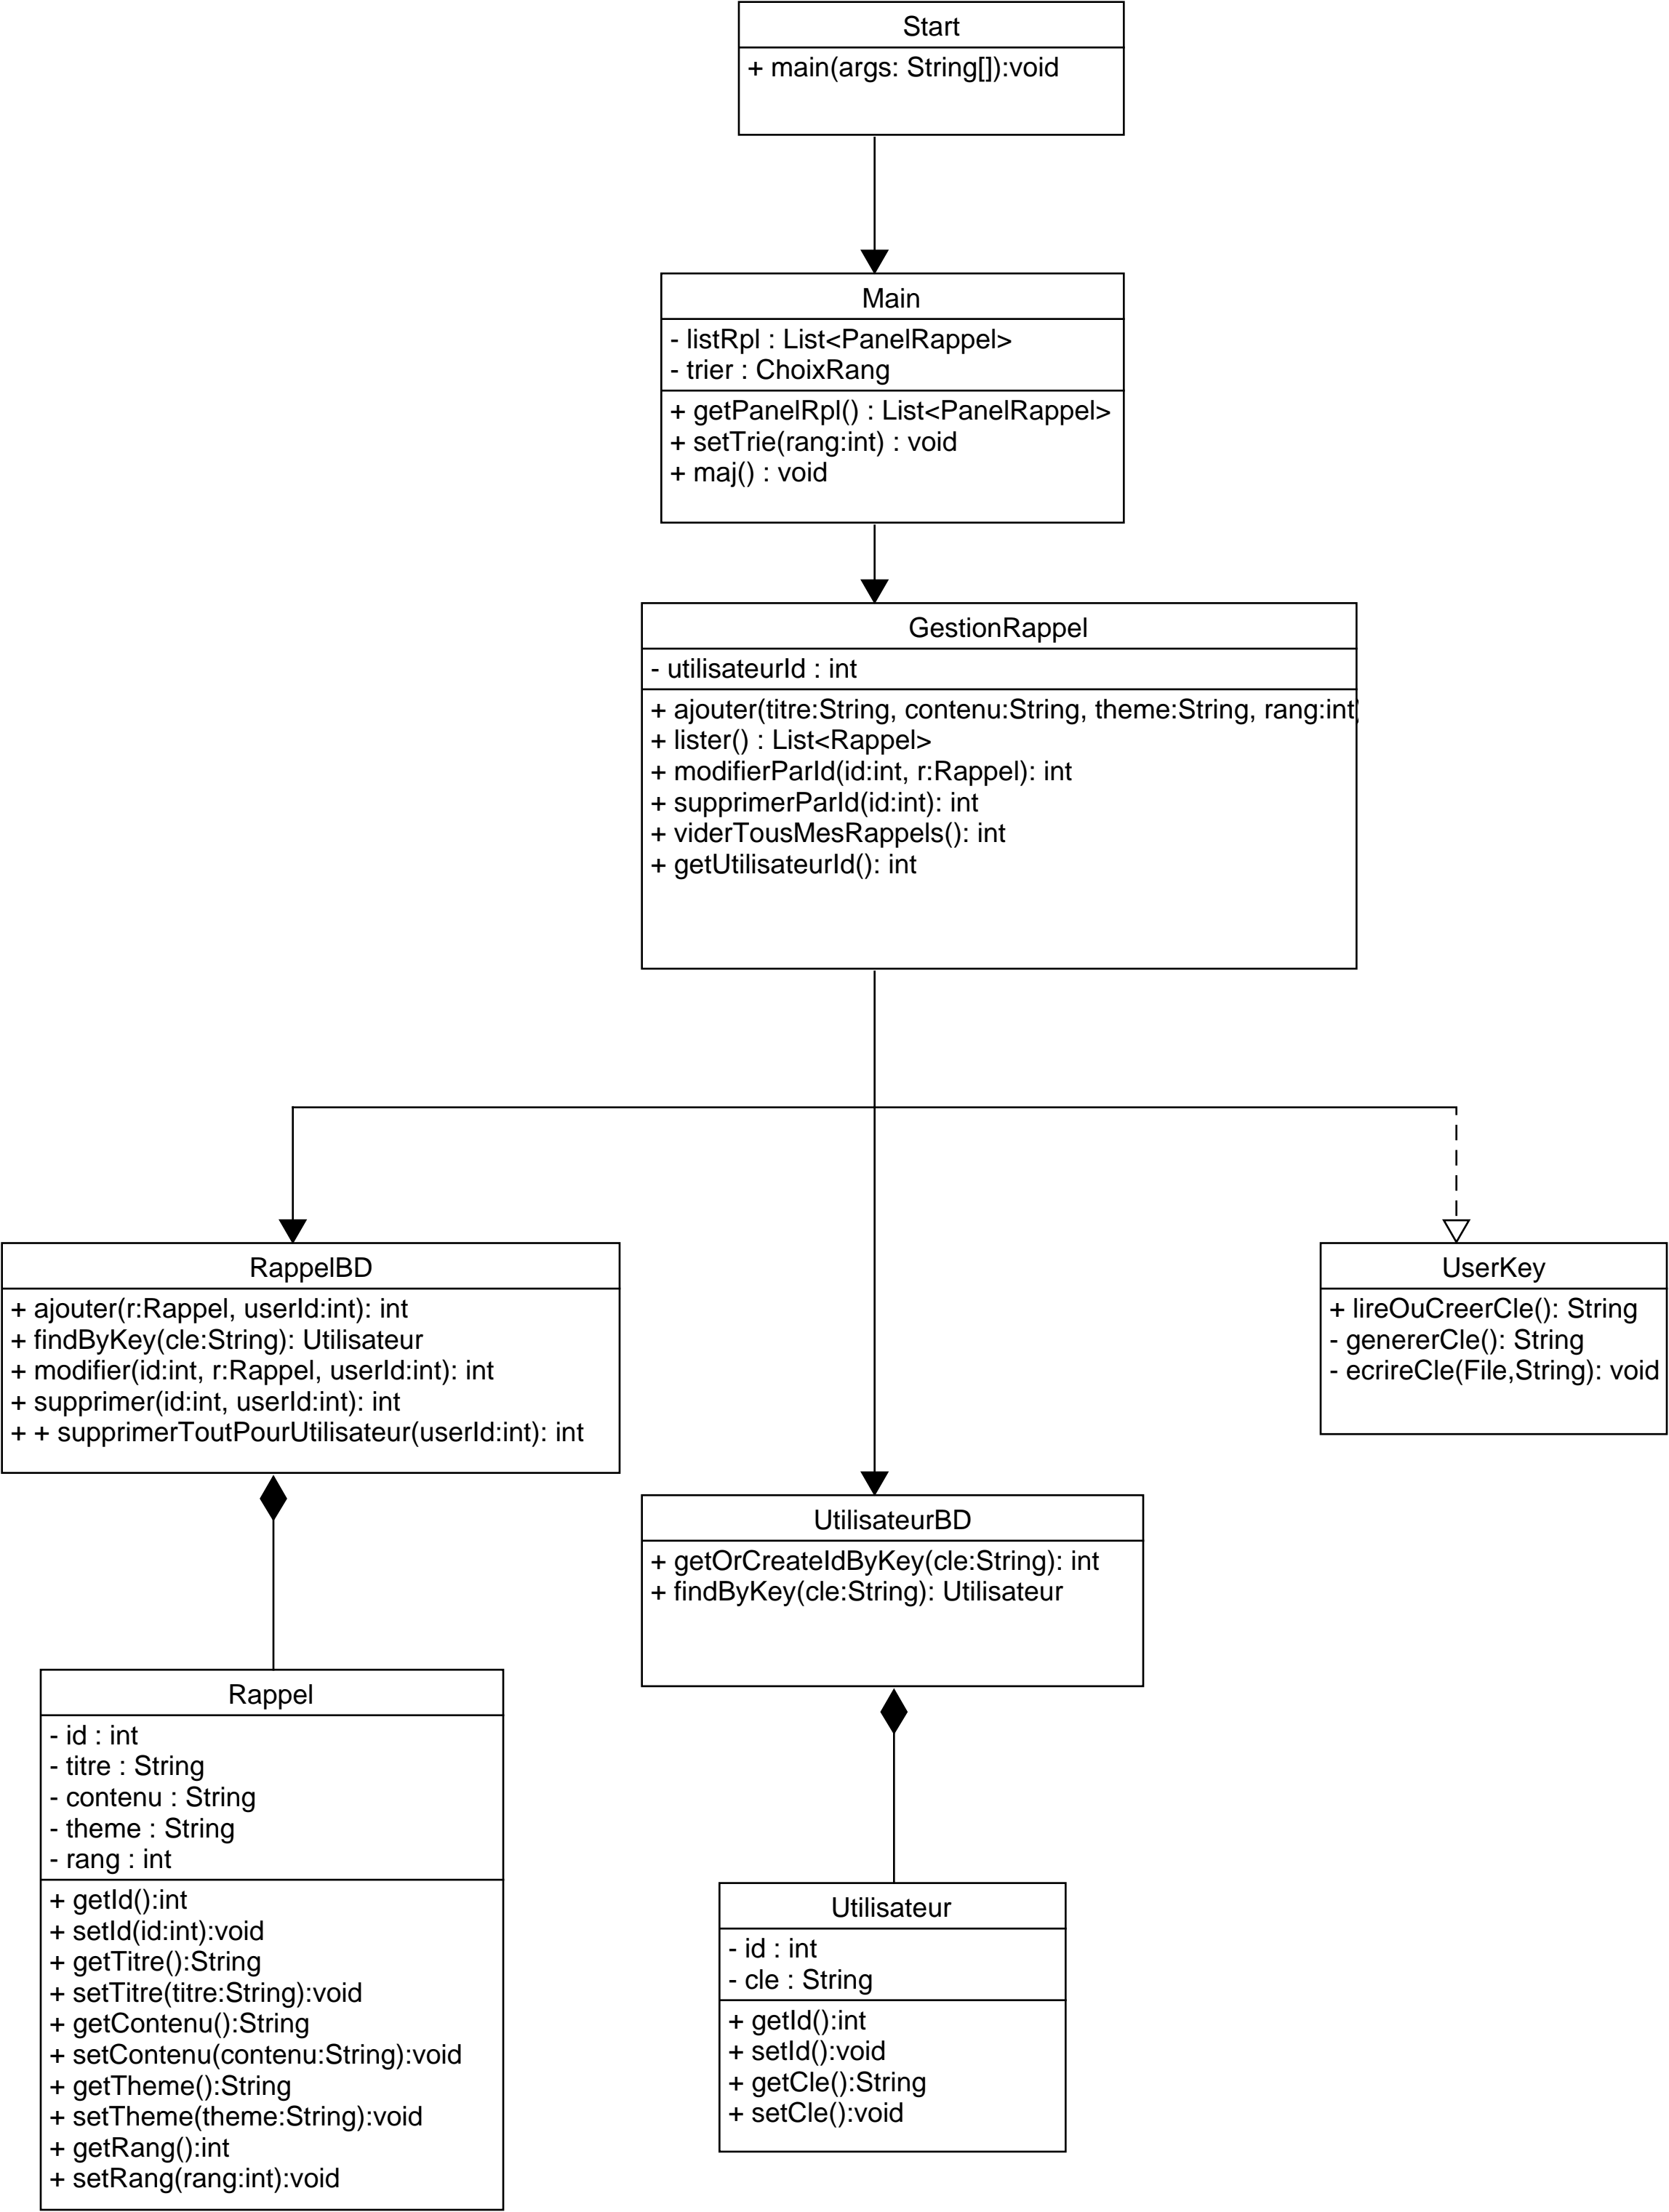 Start
+ main(args: String[]):void
Main
- listRpl : List<PanelRappel>
- trier : ChoixRang
+ getPanelRpl() : List<PanelRappel>
+ setTrie(rang:int) : void
+ maj() : void
GestionRappel
- utilisateurId : int
+ ajouter(titre:String, contenu:String, theme:String, rang:int)
+ lister() : List<Rappel>
+ modifierParId(id:int, r:Rappel): int
+ supprimerParId(id:int): int
+ viderTousMesRappels(): int
+ getUtilisateurId(): int
RappelBD
+ ajouter(r:Rappel, userId:int): int
+ findByKey(cle:String): Utilisateur
+ modifier(id:int, r:Rappel, userId:int): int
+ supprimer(id:int, userId:int): int
+ + supprimerToutPourUtilisateur(userId:int): int
UserKey
+ lireOuCreerCle(): String
- genererCle(): String
- ecrireCle(File,String): void
UtilisateurBD
+ getOrCreateIdByKey(cle:String): int
+ findByKey(cle:String): Utilisateur
Rappel
- id : int
- titre : String
- contenu : String
- theme : String
- rang : int
+ getId():int
+ setId(id:int):void
+ getTitre():String
+ setTitre(titre:String):void
+ getContenu():String
+ setContenu(contenu:String):void
+ getTheme():String
+ setTheme(theme:String):void
+ getRang():int
+ setRang(rang:int):void
Utilisateur
- id : int
- cle : String
+ getId():int
+ setId():void
+ getCle():String
+ setCle():void